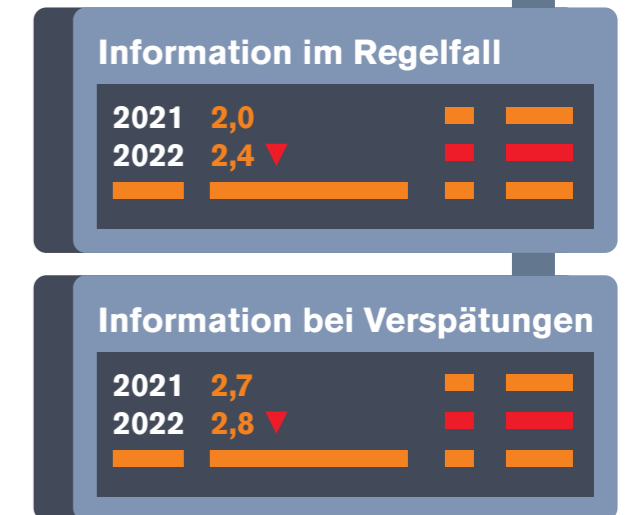 Information im Regelfall
2021 2,0
2022 2,4 ▼
Information bei Verspätungen
2021 2,7
2022 2,8 ▼